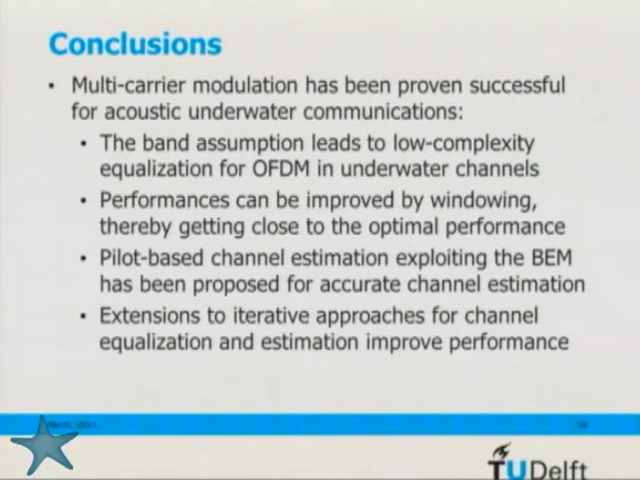 Conclusions
• Multi-carrier modulation has been proven successful
for acoustic underwater communications:
• The band assumption leads to low-complexity
equalization for OFDM in underwater channels
• Performances can be improved by windowing,
thereby getting close to the optimal performance
• Pilot-based channel estimation exploiting the BEM
has been proposed for accurate channel estimation
• Extensions to iterative approaches for channel
equalization and estimation improve performance
TUDelft